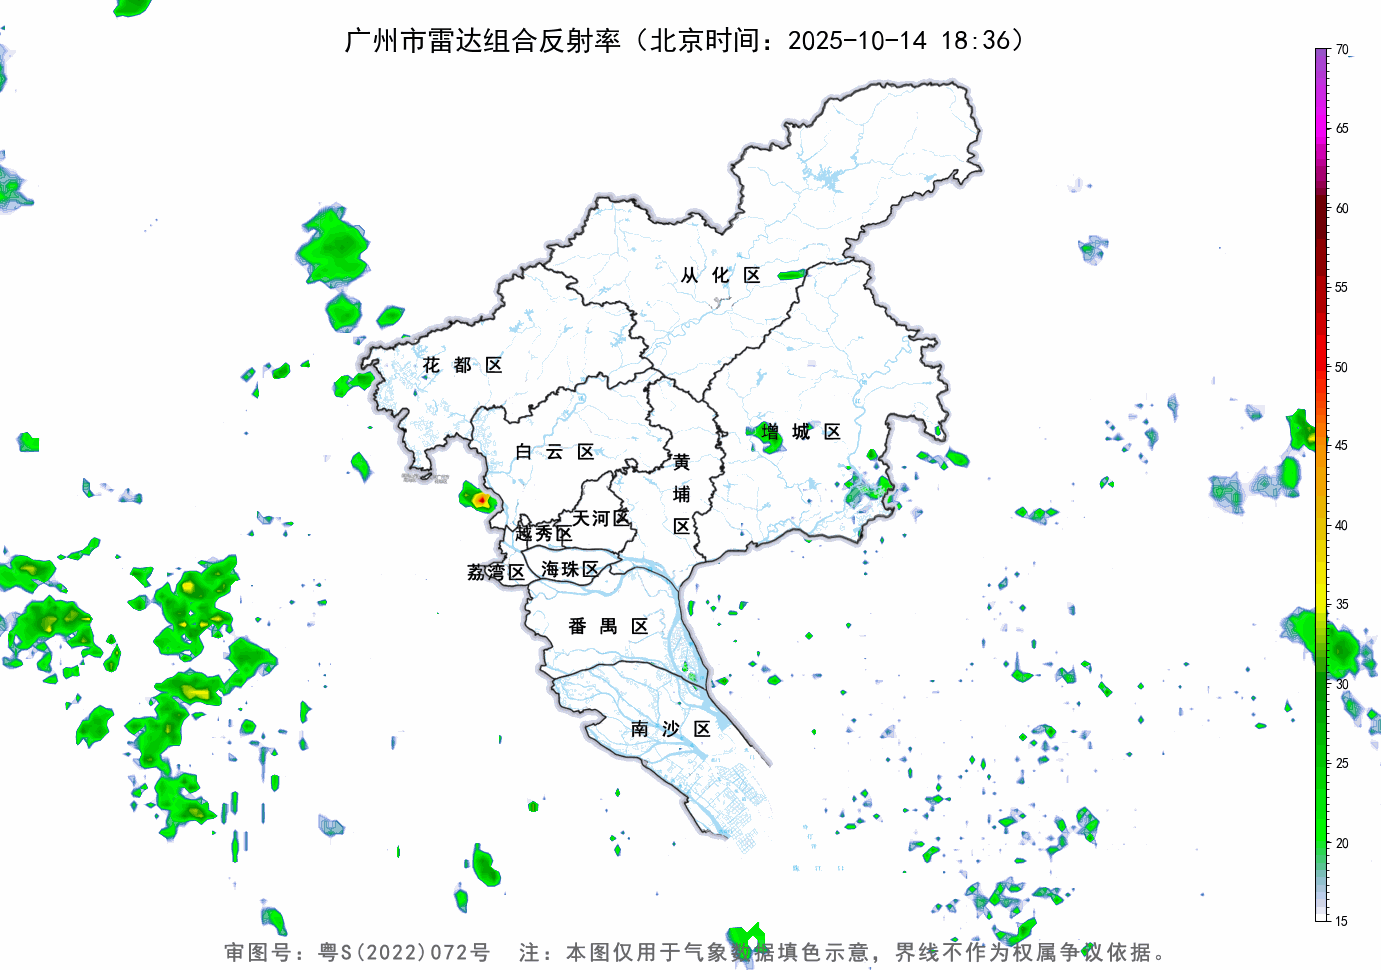 广州市雷达组合反射率（北京时间：2025-10-14 18:36）
70
65
60
55
50
45
40
35
30
25
20
15
从化区
花都区
增城区
白云区
黄埔区
天河区
越秀区
荔湾区
海珠区
番禺区
南沙区
审图号：粤S(2022)072号 注：本图仅用于气象数据填色示意，界线不作为权属争议依据。